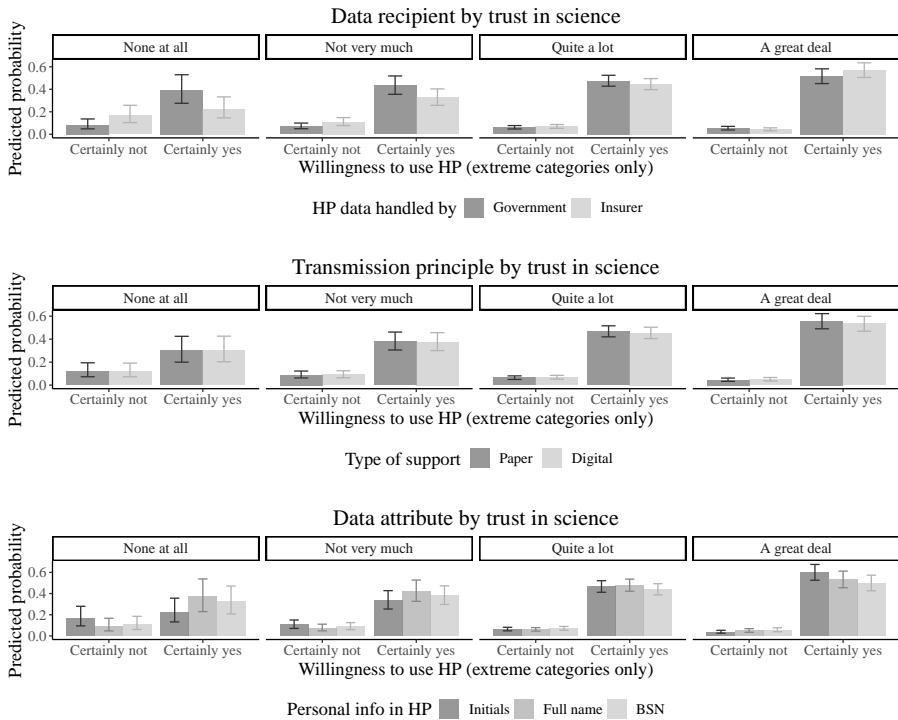 Data recipient by trust in science
None at all Not very much Quite a lot A great deal
Predicted probability
0.6
0.4
0.2
0.0
Certainly not Certainly yes Certainly not Certainly yes Certainly not Certainly yes Certainly not Certainly yes
Willingness to use HP (extreme categories only)
HP data handled by Government Insurer
Transmission principle by trust in science
None at all Not very much Quite a lot A great deal
Predicted probability
0.6
0.4
0.2
0.0
Certainly not Certainly yes Certainly not Certainly yes Certainly not Certainly yes Certainly not Certainly yes
Willingness to use HP (extreme categories only)
Type of support Paper Digital
Data attribute by trust in science
None at all Not very much Quite a lot A great deal
Predicted probability
0.6
0.4
0.2
0.0
Certainly not Certainly yes Certainly not Certainly yes Certainly not Certainly yes Certainly not Certainly yes
Willingness to use HP (extreme categories only)
Personal info in HP Initials Full name BSN